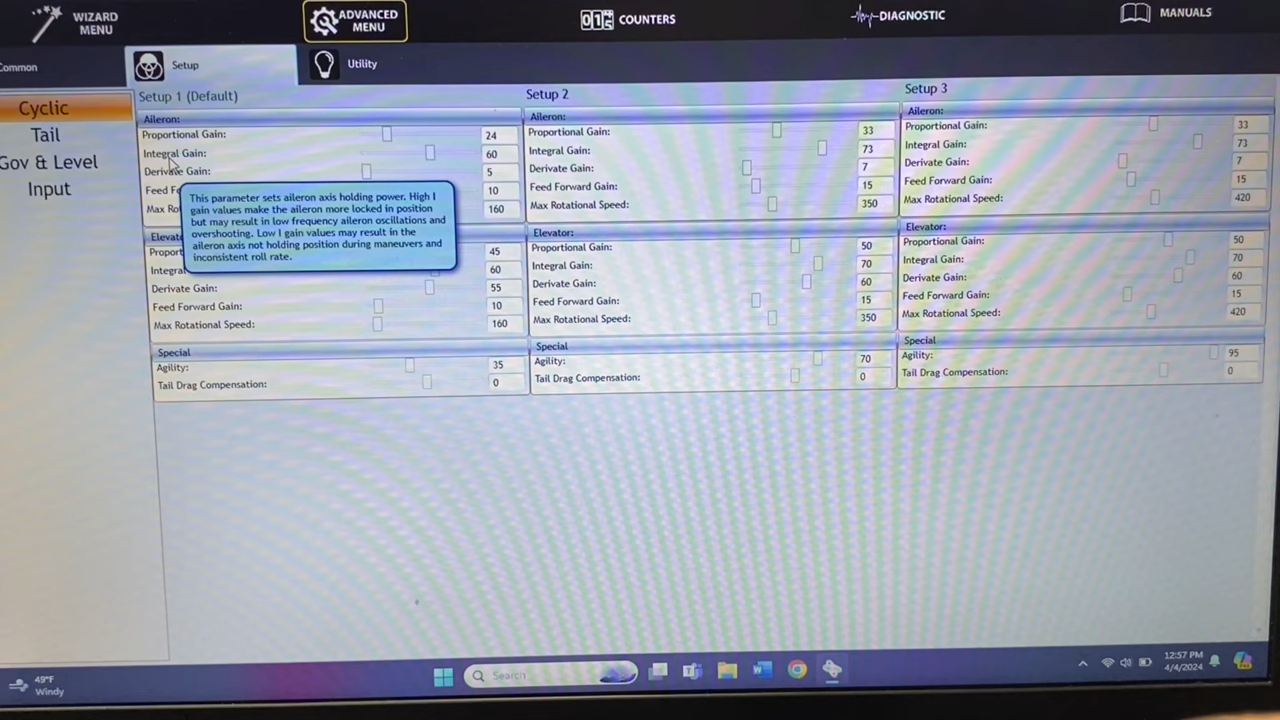 WIZARD
MENU
ADVANCED
MENU
COUNTERS
DIAGNOSTIC
MANUALS
Common
Setup
Utility
Cyclic
Tail
Gov & Level
Input
Setup 1 (Default)
Aileron:
Proportional Gain: 24
Integral Gain: 60
Derivate Gain: 5
Feed F 10
Max Ro 160
This parameter sets aileron axis holding power. High I
gain values make the aileron more locked in position
but may result in low frequency aileron oscillations and
overshooting. Low I gain values may result in the
aileron axis not holding position during maneuvers and
inconsistent roll rate.
Elevato
Proport 45
Integral 60
Derivate Gain: 55
Feed Forward Gain: 10
Max Rotational Speed: 160
Special
Agility: 35
Tail Drag Compensation: 0
Setup 2
Aileron:
Proportional Gain: 33
Integral Gain: 73
Derivate Gain: 7
Feed Forward Gain: 15
Max Rotational Speed: 350
Elevator:
Proportional Gain: 50
Integral Gain: 70
Derivate Gain: 60
Feed Forward Gain: 15
Max Rotational Speed: 350
Special
Agility: 70
Tail Drag Compensation: 0
Setup 3
Aileron:
Proportional Gain: 33
Integral Gain: 73
Derivate Gain: 7
Feed Forward Gain: 15
Max Rotational Speed: 420
Elevator:
Proportional Gain: 50
Integral Gain: 70
Derivate Gain: 60
Feed Forward Gain: 15
Max Rotational Speed: 420
Special
Agility: 95
Tail Drag Compensation: 0
49°F
Windy
Search
12:57 PM
4/4/2024